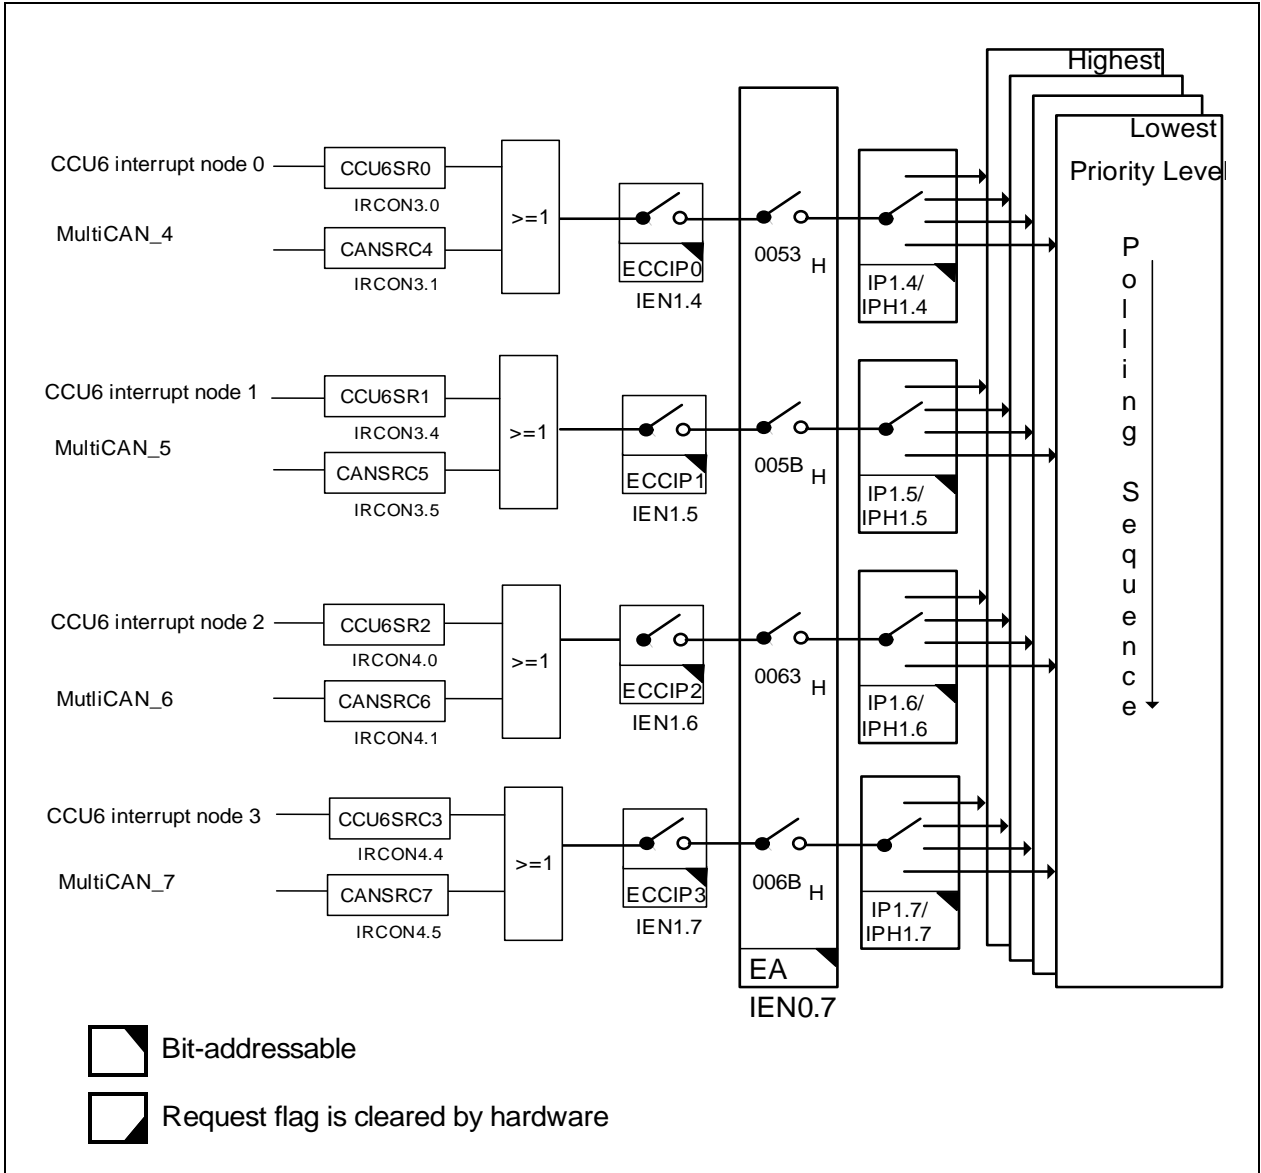 Highest
Lowest
Priority Level
CCU6 interrupt node 0
CCU6SR0
IRCON3.0
MultiCAN_4
CANSRC4
IRCON3.1
>=1
ECCIP0
IEN1.4
0053 H
IP1.4/
IPH1.4
CCU6 interrupt node 1
CCU6SR1
IRCON3.4
MultiCAN_5
CANSRC5
IRCON3.5
>=1
ECCIP1
IEN1.5
005B H
IP1.5/
IPH1.5
CCU6 interrupt node 2
CCU6SR2
IRCON4.0
MutliCAN_6
CANSRC6
IRCON4.1
>=1
ECCIP2
IEN1.6
0063 H
IP1.6/
IPH1.6
CCU6 interrupt node 3
CCU6SRC3
IRCON4.4
MultiCAN_7
CANSRC7
IRCON4.5
>=1
ECCIP3
IEN1.7
006B H
IP1.7/
IPH1.7
EA
IEN0.7
Polling Sequence
Bit-addressable
Request flag is cleared by hardware